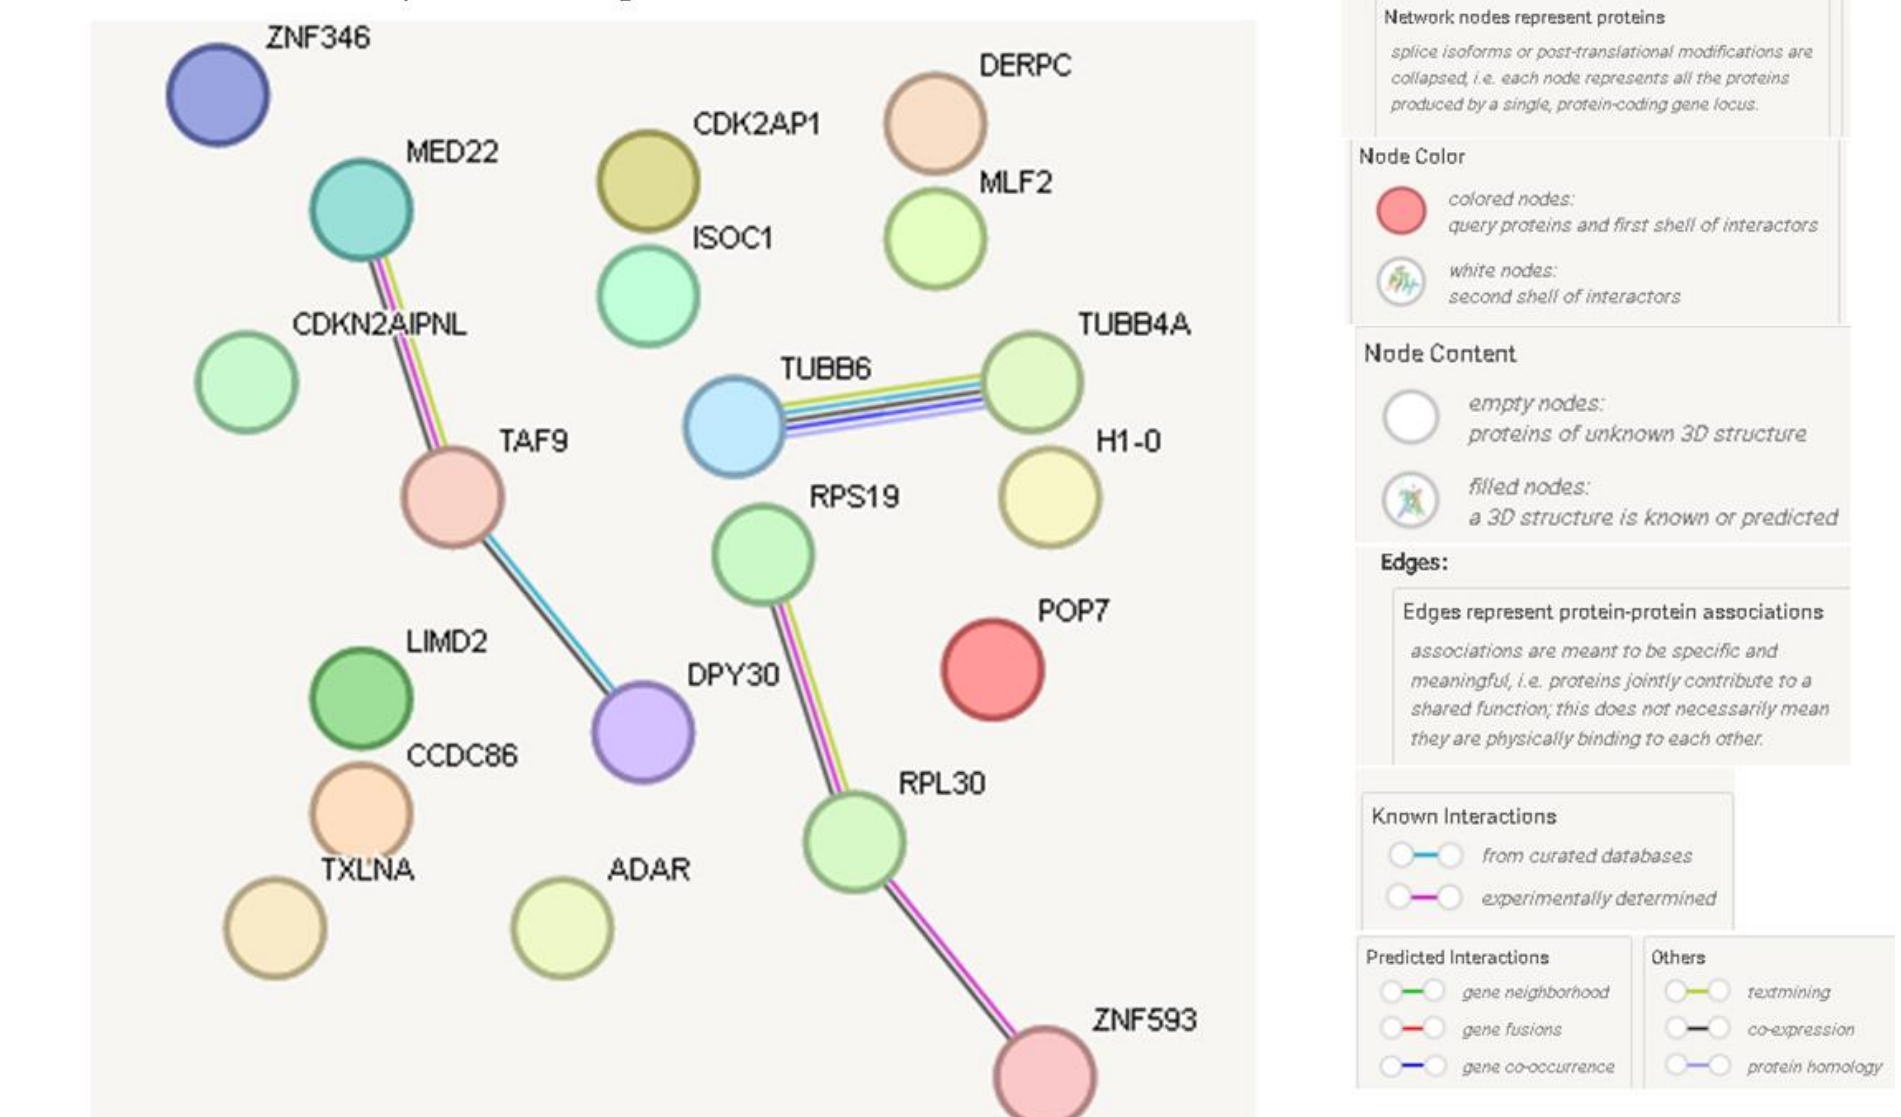 ZNF346
DERPC
CDK2AP1
MED22
MLF2
ISOC1
CDKN2AIPNL
TUBB4A
TUBB6
TAF9
H1-0
RPS19
POP7
LIMD2
DPY30
CCDC86
RPL30
TXLNA
ADAR
ZNF593
Network nodes represent proteins
splice isoforms or post-translational modifications are
collapsed, i.e. each node represents all the proteins
produced by a single, protein-coding gene locus.
Node Color
colored nodes:
query proteins and first shell of interactors
white nodes:
second shell of interactors
Node Content
empty nodes:
proteins of unknown 3D structure
filled nodes:
a 3D structure is known or predicted
Edges:
Edges represent protein-protein associations
associations are meant to be specific and
meaningful, i.e. proteins jointly contribute to a
shared function; this does not necessarily mean
they are physically binding to each other.
Known Interactions
from curated databases
experimentally determined
Predicted Interactions
gene neighborhood
gene fusions
gene co-occurrence
Others
textmining
co-expression
protein homology